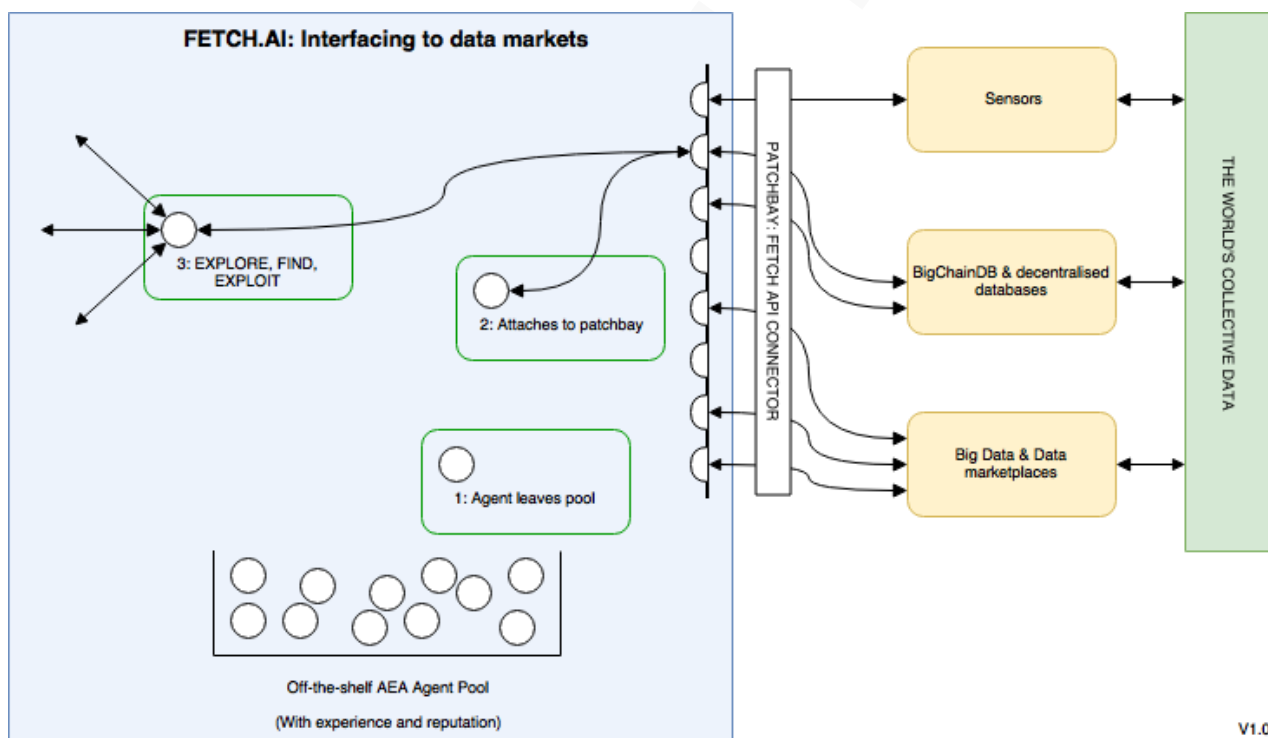 FETCH.AI: Interfacing to data markets
Sensors
PATCHBAY: FETCH API CONNECTOR
THE WORLD'S COLLECTIVE DATA
3: EXPLORE, FIND,
EXPLOIT
BigChainDB & decentralised
databases
2: Attaches to patchbay
Big Data & Data
marketplaces
1: Agent leaves pool
Off-the-shelf AEA Agent Pool
(With experience and reputation)
V1.0